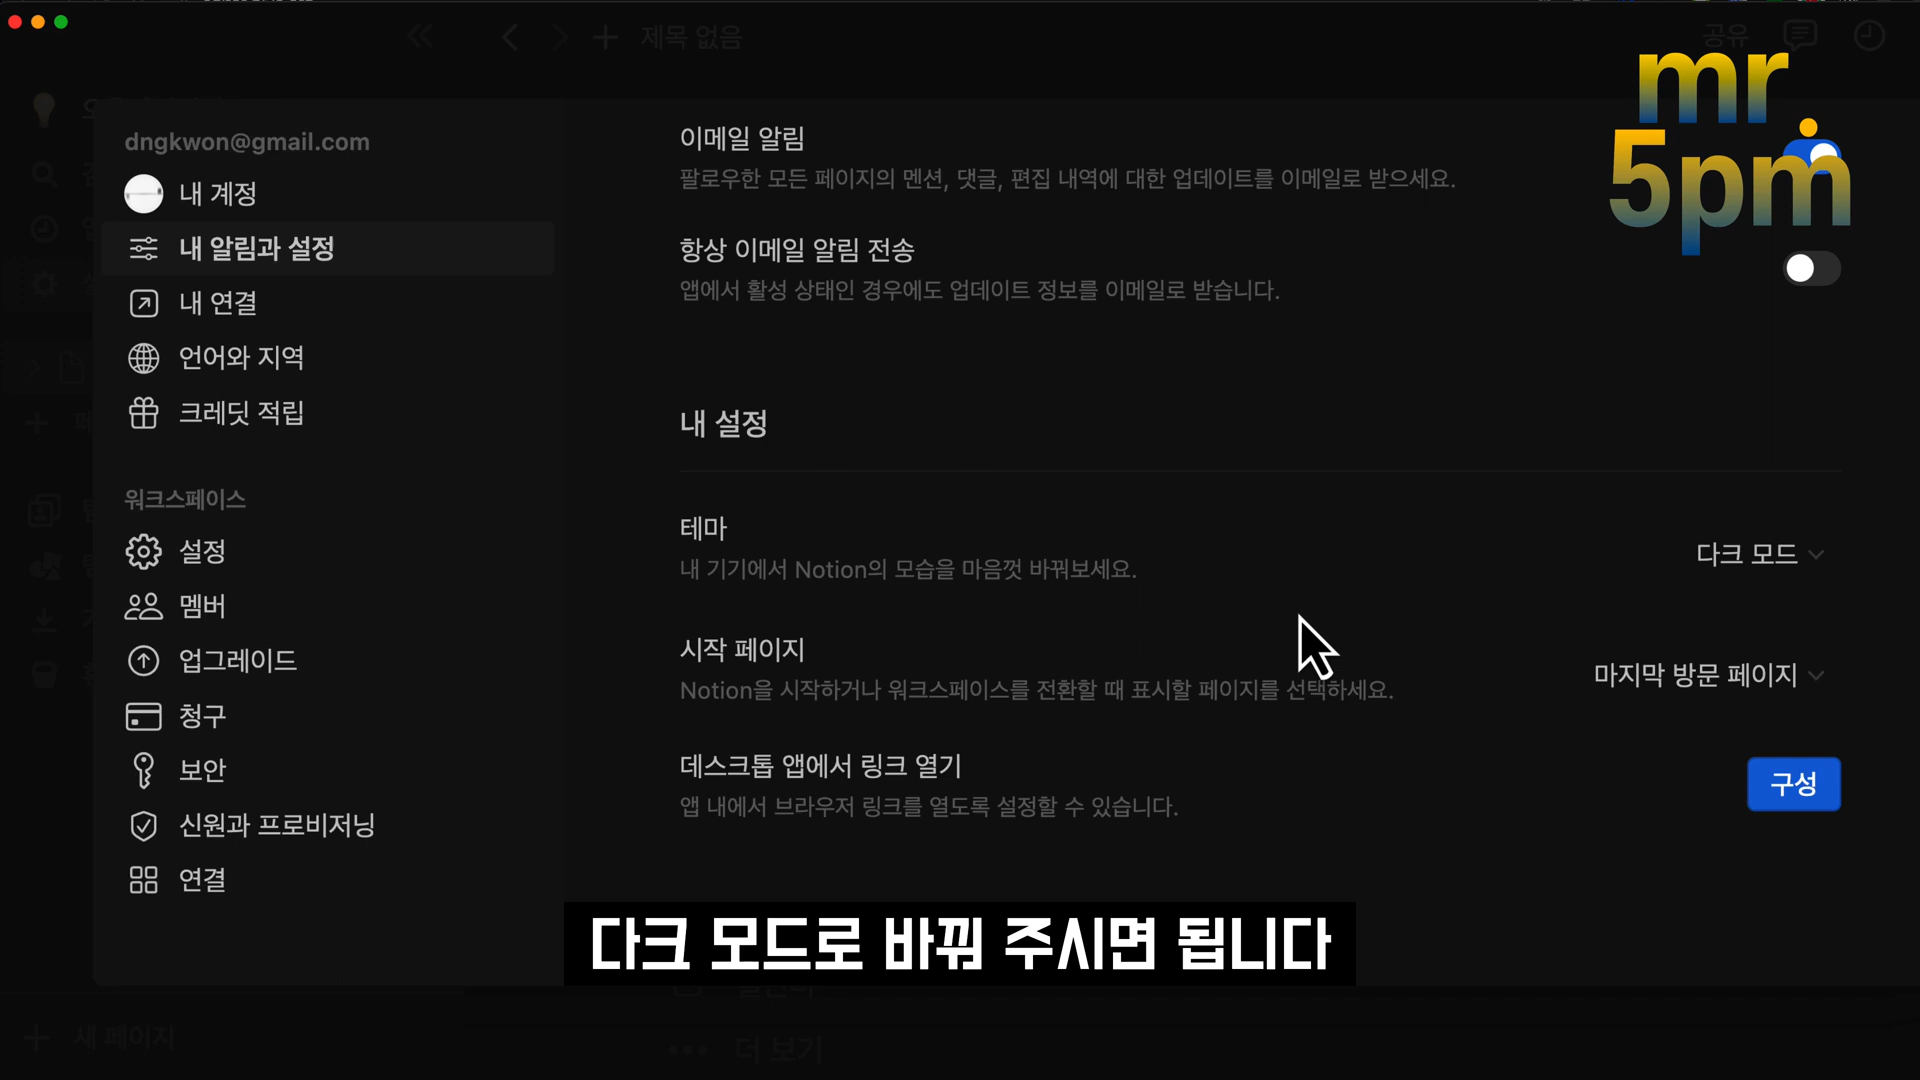 제목 없음
공유
mr.
5pm
dngkwon@gmail.com
내 계정
내 알림과 설정
내 연결
언어와 지역
크레딧 적립
워크스페이스
설정
멤버
업그레이드
청구
보안
신원과 프로비저닝
연결
이메일 알림
팔로우한 모든 페이지의 멘션, 댓글, 편집 내역에 대한 업데이트를 이메일로 받으세요.
항상 이메일 알림 전송
앱에서 활성 상태인 경우에도 업데이트 정보를 이메일로 받습니다.
내 설정
테마
내 기기에서 Notion의 모습을 마음껏 바꿔보세요.
다크 모드
시작 페이지
Notion을 시작하거나 워크스페이스를 전환할 때 표시할 페이지를 선택하세요.
마지막 방문 페이지
데스크톱 앱에서 링크 열기
앱 내에서 브라우저 링크를 열도록 설정할 수 있습니다.
구성
다크 모드로 바꿔 주시면 됩니다
새 페이지
더 보기